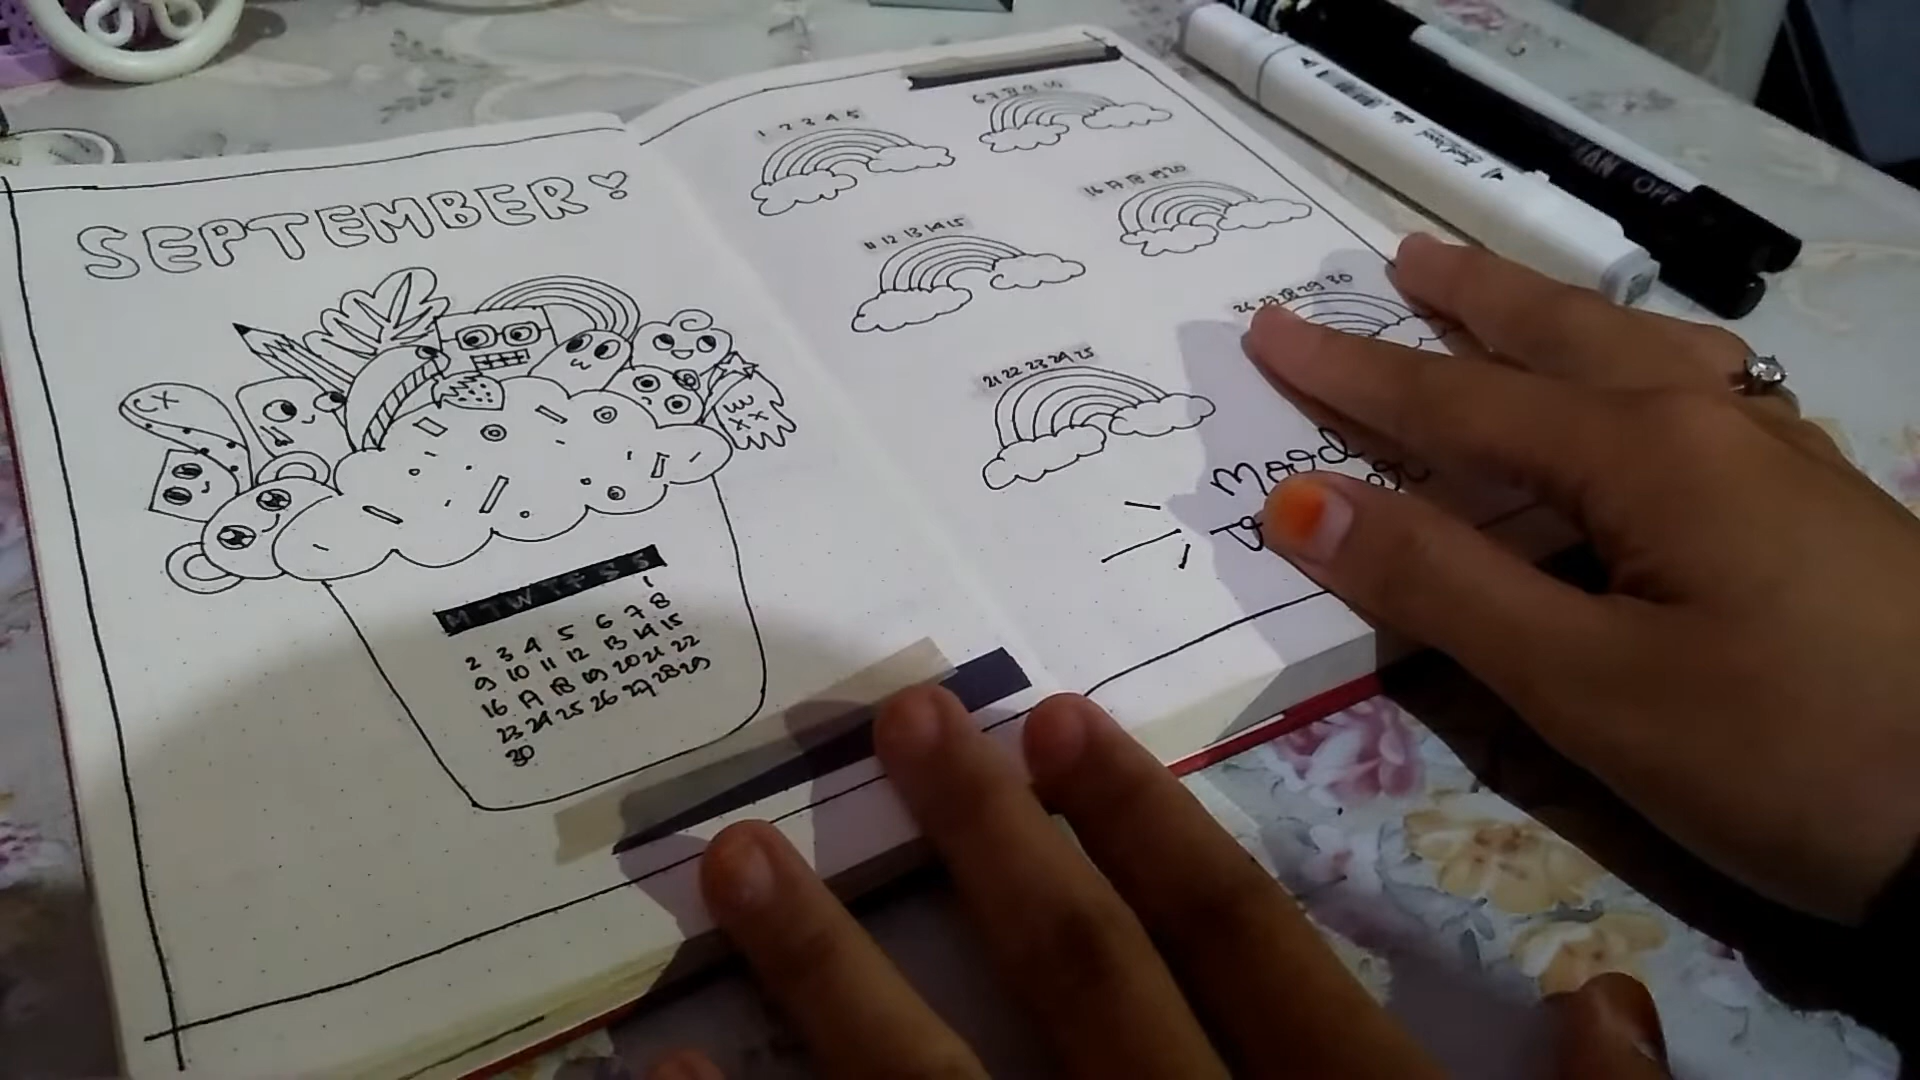 SEPTEMBER
M T W T F S S
1
2 3 4 5 6 7 8
9 10 11 12 13 14 15
16 17 18 19 20 21 22
23 24 25 26 27 28 29
30
1 2 3 4 5
6 7 8 9 10
11 12 13 14 15
16 17 18 19 20
21 22 23 24 25
26 27 28 29 30
Mood